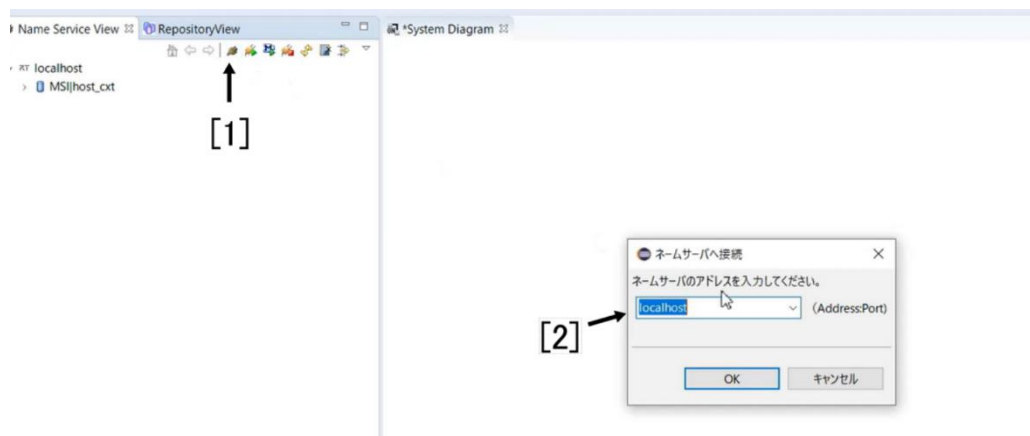 Name Service View
RepositoryView
*System Diagram
RT localhost
MSI|host_cxt
[1]
ネームサーバへ接続
ネームサーバのアドレスを入力してください。
localhost
(Address:Port)
[2]
OK
キャンセル